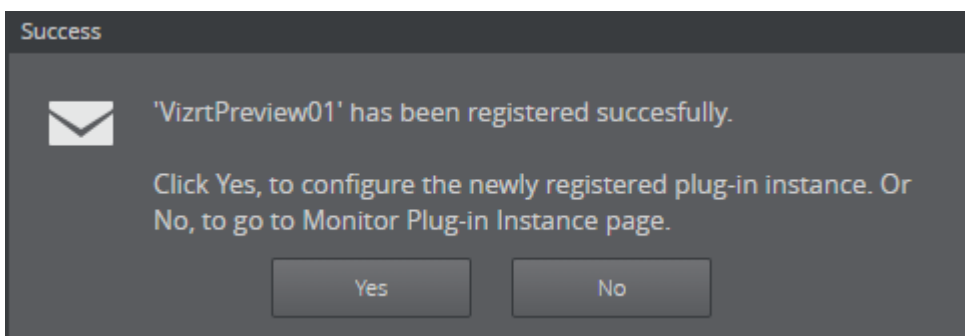 Success
'VizrtPreview01' has been registered succesfully.
Click Yes, to configure the newly registered plug-in instance. Or
No, to go to Monitor Plug-in Instance page.
Yes
No